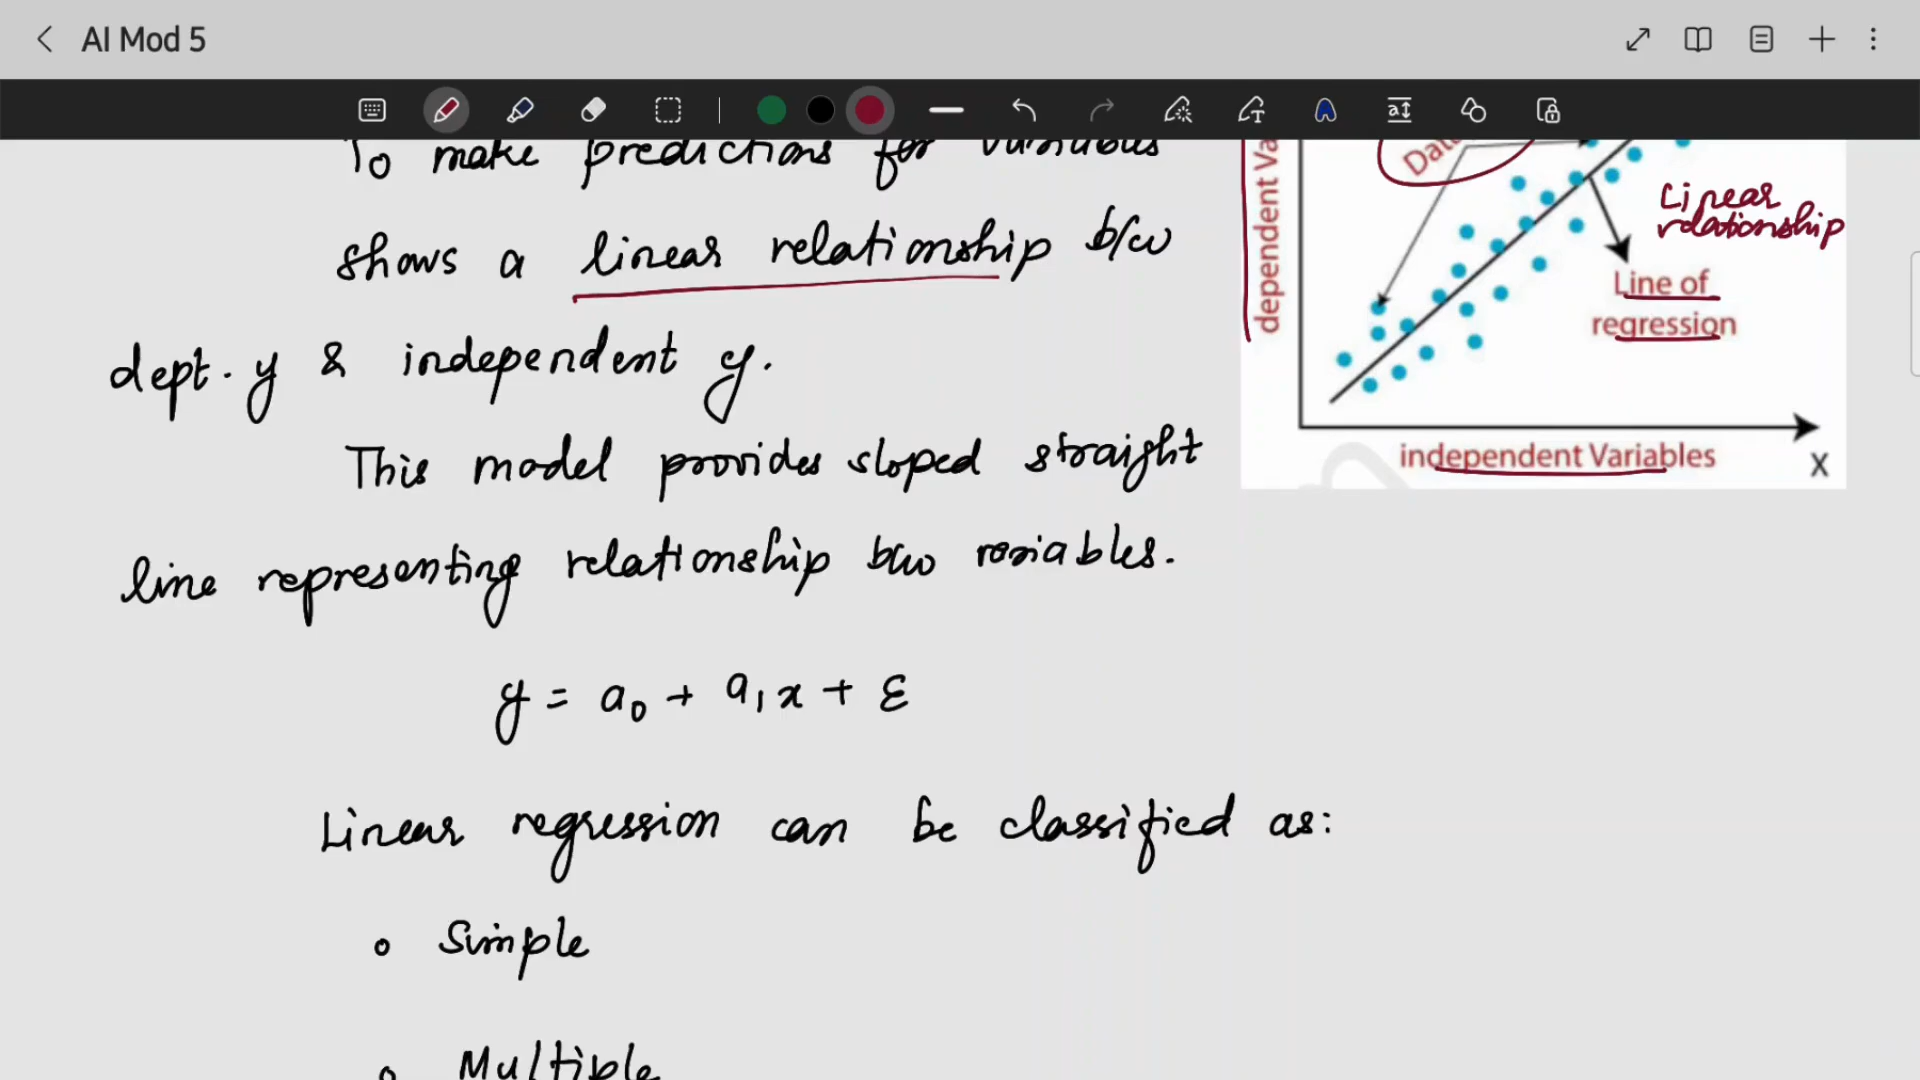 AI Mod 5
To make predictions for variables
shows a linear relationship b/w
dept. y & independent y.
This model provides sloped straight
line representing relationship b/w variables.
y = a₀ + a₁x + ε
Linear regression can be classified as:
o Simple
o Multiple
dependent Va
Data
Linear
relationship
Line of
regression
independent Variables
X